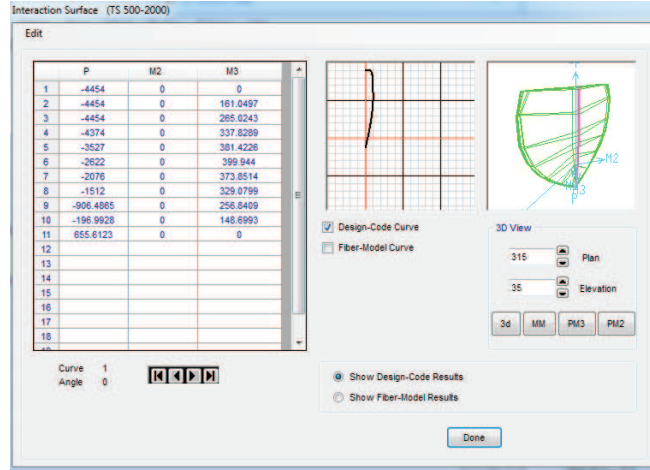 Interaction Surface (TS 500-2000)
Edit
P M2 M3
1 -4454 0 0
2 -4454 0 161.0497
3 -4454 0 265.0243
4 -4374 0 337.8289
5 -3527 0 381.4226
6 -2622 0 399.944
7 -2076 0 373.8514
8 -1512 0 329.0799
9 -906.4865 0 256.8409
10 -196.9928 0 148.6993
11 655.6123 0 0
12
13
14
15
16
17
18
M2
M3
P
Design-Code Curve
Fiber-Model Curve
3D View
315 Plan
35 Elevation
3d MM PM3 PM2
Curve 1
Angle 0
Show Design-Code Results
Show Fiber-Model Results
Done